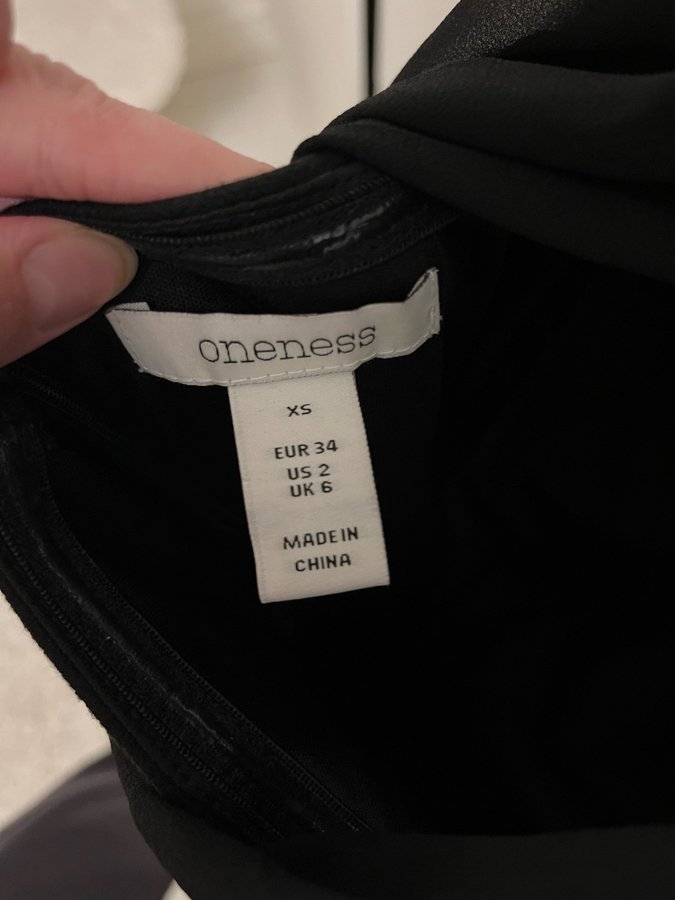 oneness
XS
EUR 34
US 2
UK 6
MADE IN
CHINA